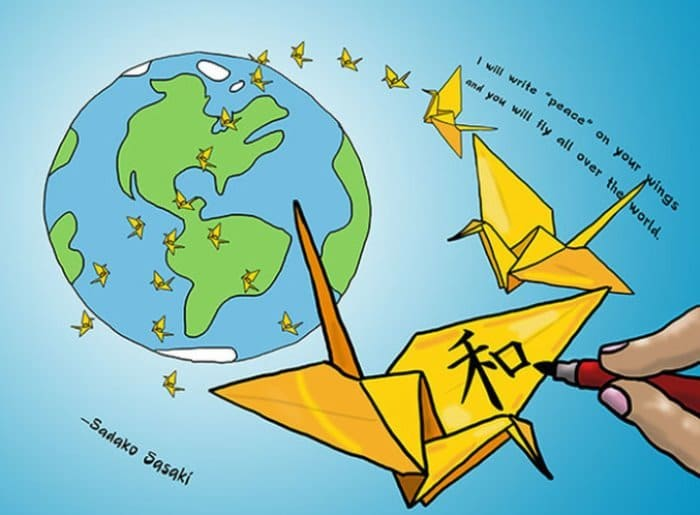 I will write "peace" on your wings
and you will fly all over the world.
和
—Sadako Sasaki